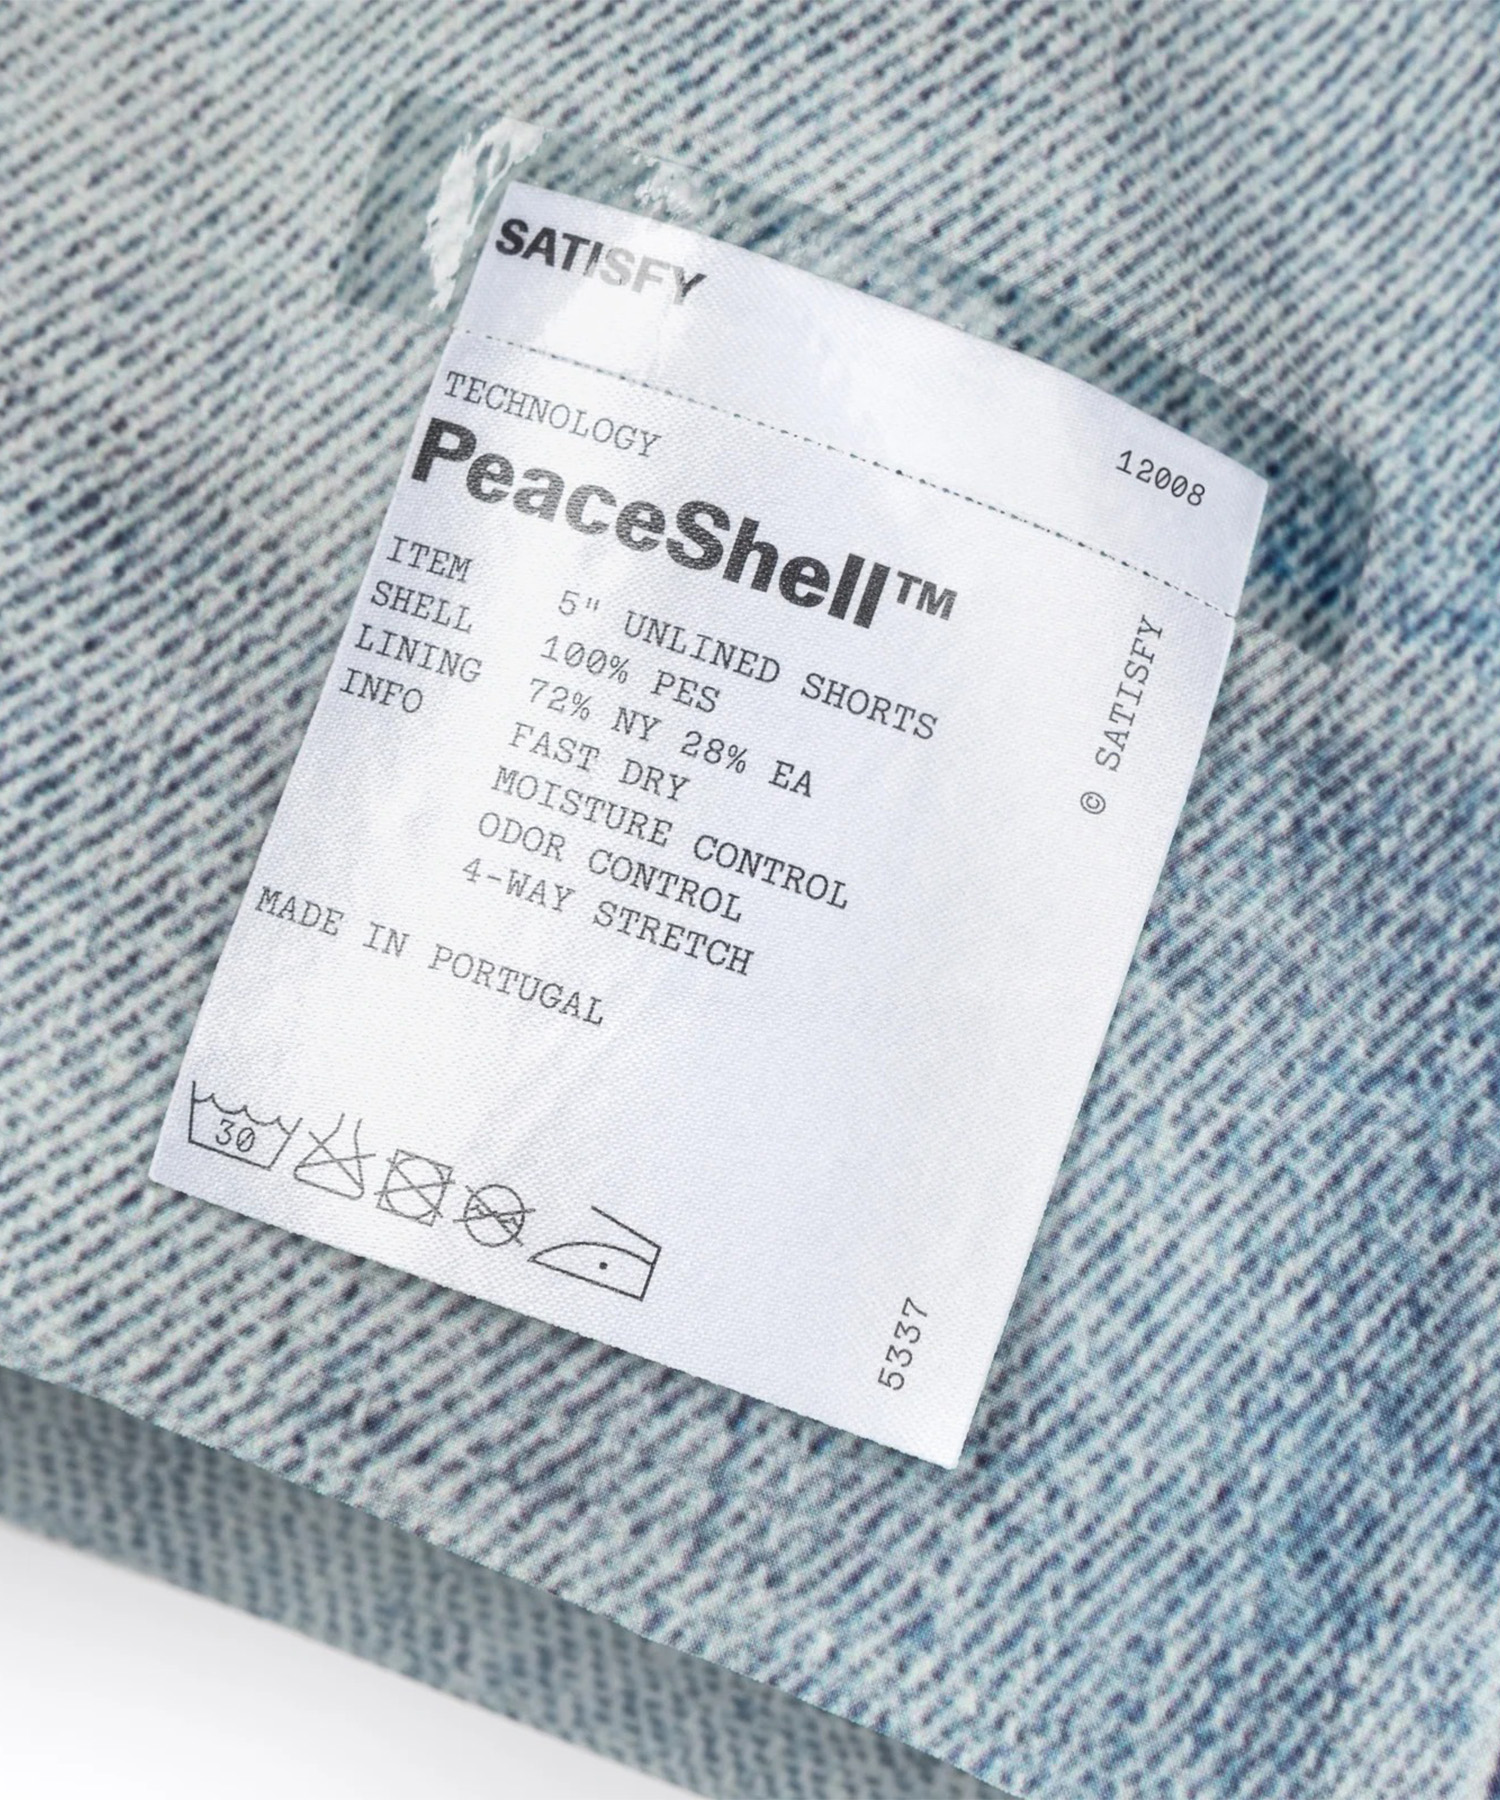 SATISFY
12008
TECHNOLOGY
PeaceShell™
ITEM 5" UNLINED SHORTS
SHELL 100% PES
LINING 72% NY 28% EA
INFO FAST DRY
MOISTURE CONTROL
ODOR CONTROL
4-WAY STRETCH
MADE IN PORTUGAL
© SATISFY
30
5337